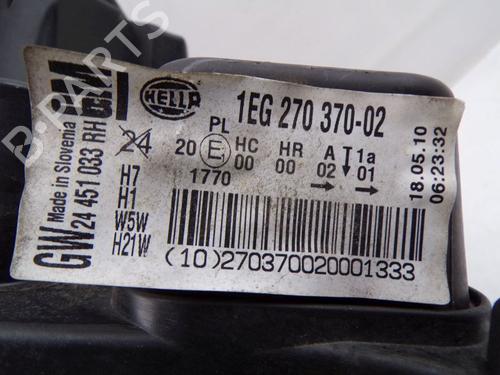 GM
HELLA
1EG 270 370-02
GW 24 451 033 RH
Made in Slovenia
24
PL
20 E HC HR A 1a
00 00 02 01
1770
H7
H1
W5W
H21W
18.05.10
06:23:32
(10)270370020001333
B-PARTS